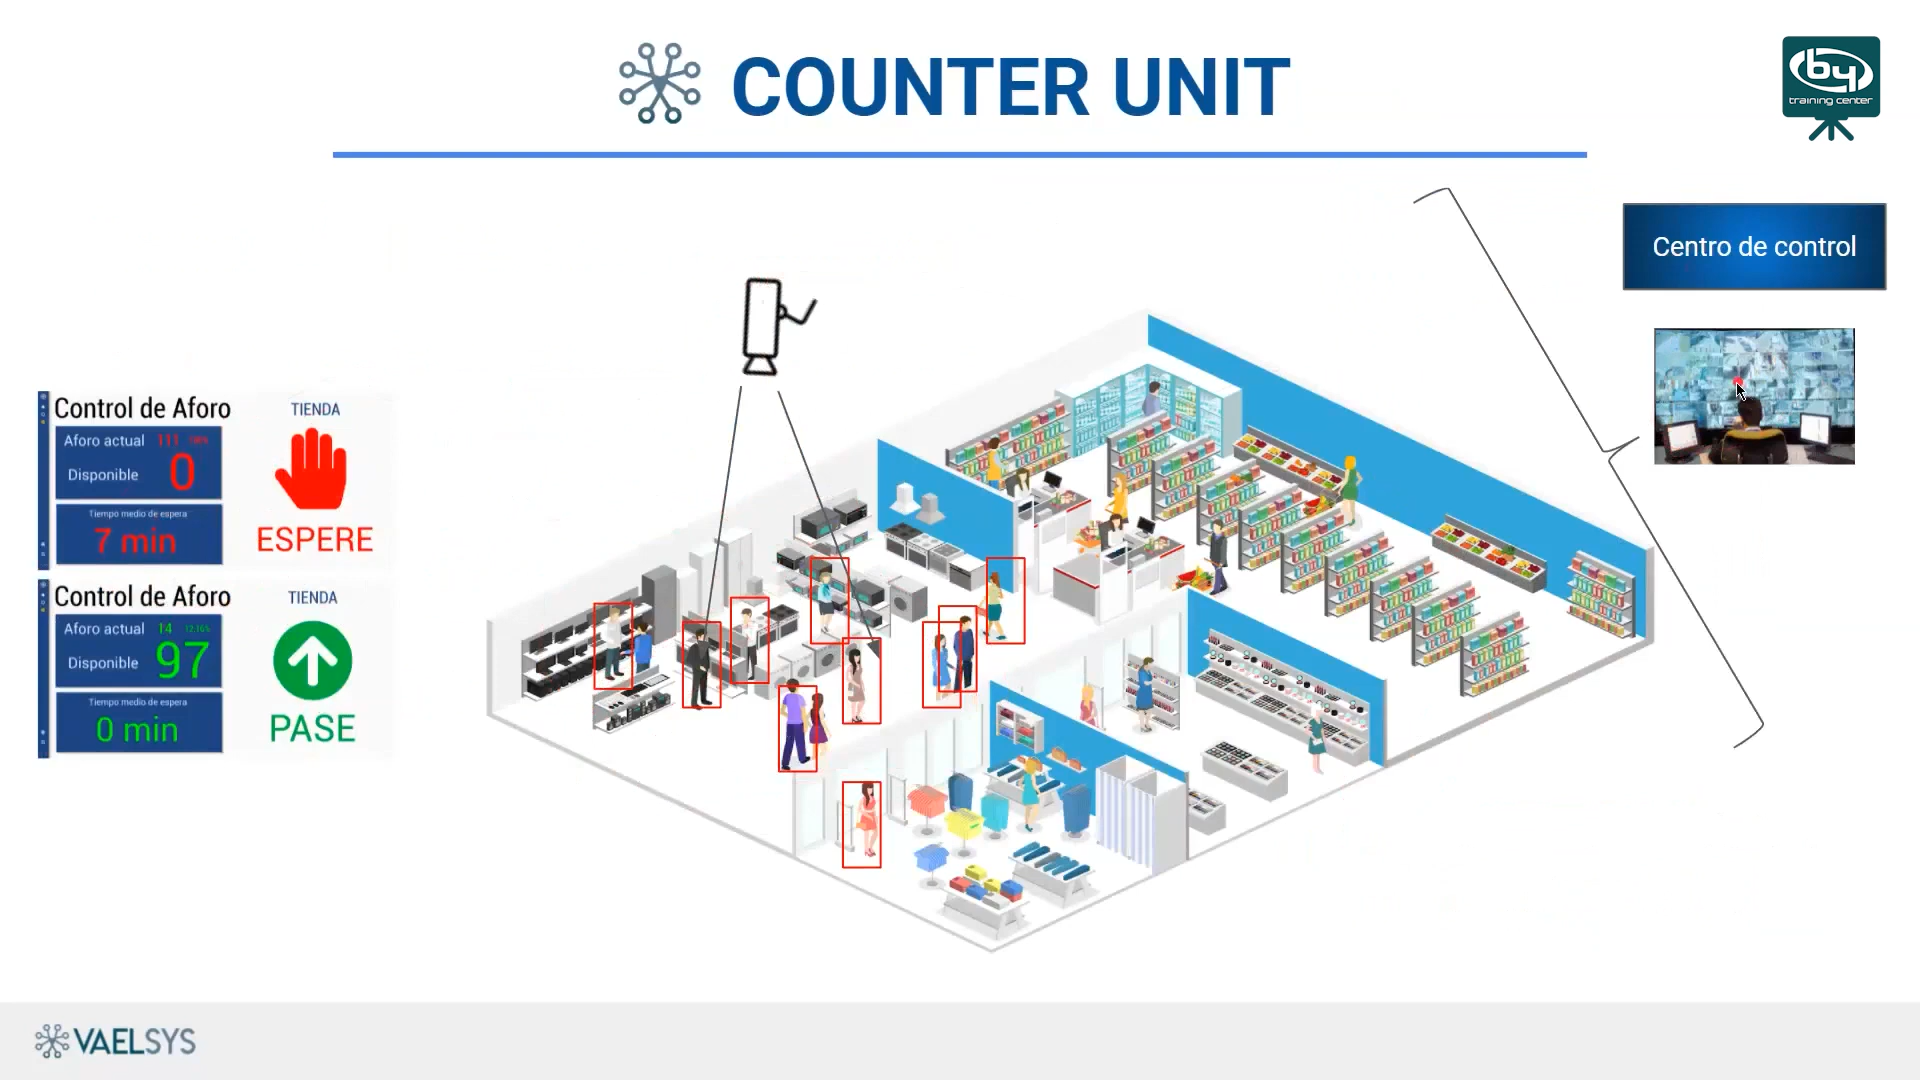 COUNTER UNIT
by
training center
Centro de control
Control de Aforo
TIENDA
Aforo actual 111
Disponible 0
Tiempo medio de espera
7 min
ESPERE
Control de Aforo
TIENDA
Aforo actual 14
Disponible 97
Tiempo medio de espera
0 min
PASE
VAELSYS